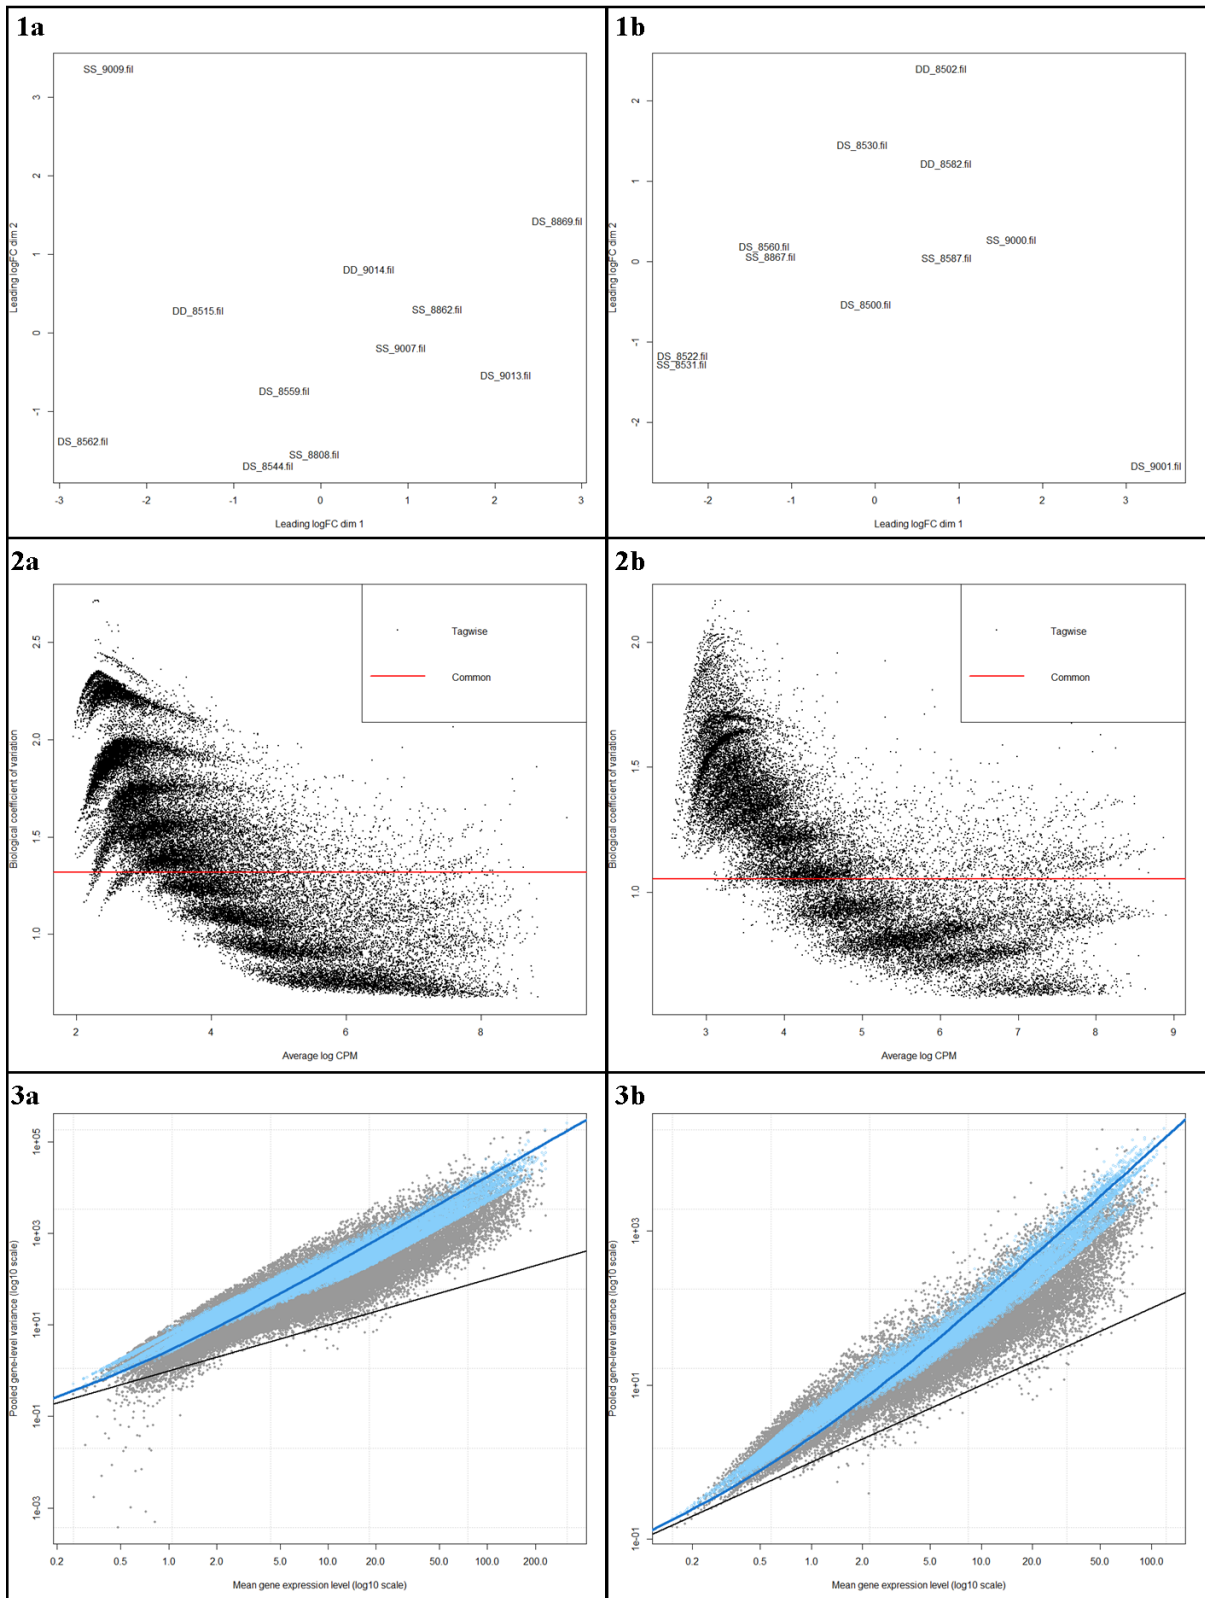 1a
SS_9009.fil
DS_8869.fil
DD_9014.fil
DD_8515.fil
SS_8862.fil
SS_9007.fil
DS_9013.fil
DS_8559.fil
DS_8562.fil
SS_8808.fil
DS_8544.fil
Leading logFC dim 2
3
2
1
0
-1
-3
-2
-1
0
1
2
3
Leading logFC dim 1
1b
DD_8502.fil
DS_8530.fil
DD_8582.fil
SS_9000.fil
DS_8560.fil
SS_8867.fil
SS_8587.fil
DS_8500.fil
DS_8522.fil
SS_8531.fil
DS_9001.fil
Leading logFC dim 2
2
1
0
-1
-2
-2
-1
0
1
2
3
Leading logFC dim 1
2a
Tagwise
Common
Biological coefficient of variation
2.5
2.0
1.5
1.0
2
4
6
8
Average log CPM
2b
Tagwise
Common
Biological coefficient of variation
2.0
1.5
1.0
3
4
5
6
7
8
9
Average log CPM
3a
Pooled gene-level variance (log10 scale)
1e+05
1e+03
1e+01
1e-01
1e-03
0.2
0.5
1.0
2.0
5.0
10.0
20.0
50.0
100.0
200.0
Mean gene expression level (log10 scale)
3b
Pooled gene-level variance (log10 scale)
1e+03
1e+01
1e-01
0.2
0.5
1.0
2.0
5.0
10.0
20.0
50.0
100.0
Mean gene expression level (log10 scale)